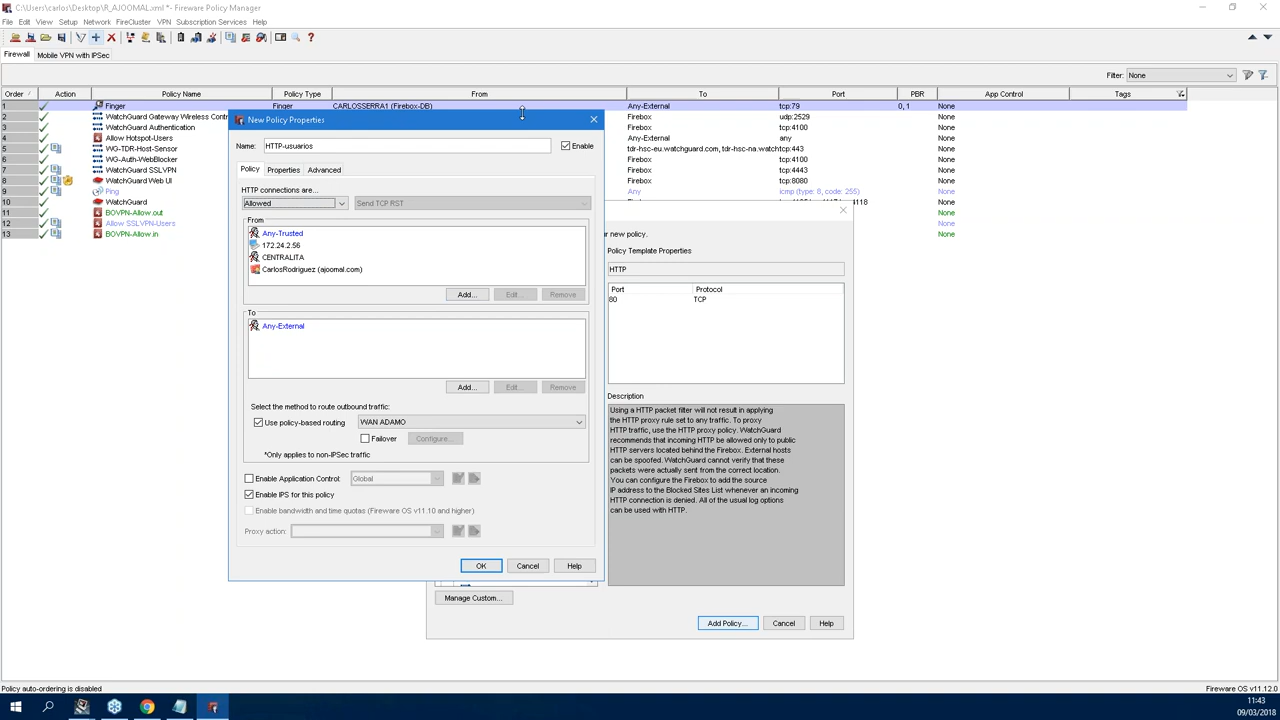 C:\Users\carlos\Desktop\R_AJOOMAL.xml *- Fireware Policy Manager
File Edit View Setup Network FireCluster VPN Subscription Services Help
Firewall Mobile VPN with IPSec
Filter: None
Order / Action Policy Name Policy Type From To Port PBR App Control Tags
1 Finger Finger CARLOSSERRA1 (Firebox-DB) Any-External tcp:79 0, 1 None
2 WatchGuard Gateway Wireless Contr Firebox udp:2529 None
3 WatchGuard Authentication Firebox tcp:4100 None
4 Allow Hotspot-Users Any-External any None
5 WG-TDR-Host-Sensor tdr-hsc-eu.watchguard.com, tdr-hsc-na.watch tcp:443 None
6 WG-Auth-WebBlocker Firebox tcp:4100 None
7 WatchGuard SSLVPN Firebox tcp:4443 None
8 WatchGuard Web UI Firebox tcp:8080 None
9 Ping Any icmp (type: 8, code: 255) None
10 WatchGuard None
11 BOVPN-Allow.out None
12 Allow SSLVPN-Users None
13 BOVPN-Allow.in None
New Policy Properties
Name: HTTP-usuarios Enable
Policy Properties Advanced
HTTP connections are...
Allowed Send TCP RST
From
Any-Trusted
172.24.2.56
CENTRALITA
CarlosRodriguez (ajoomal.com)
Add... Edit... Remove
To
Any-External
Add... Edit... Remove
Select the method to route outbound traffic:
Use policy-based routing WAN ADAMO
Failover Configure...
*Only applies to non-IPSec traffic
Enable Application Control: Global
Enable IPS for this policy
Enable bandwidth and time quotas (Fireware OS v11.10 and higher)
Proxy action:
OK Cancel Help
r new policy.
Policy Template Properties
HTTP
Port Protocol
80 TCP
Description
Using a HTTP packet filter will not result in applying
the HTTP proxy rule set to any traffic. To proxy
HTTP traffic, use the HTTP proxy policy. WatchGuard
recommends that incoming HTTP be allowed only to public
HTTP servers located behind the Firebox. External hosts
can be spoofed. WatchGuard cannot verify that these
packets were actually sent from the correct location.
You can configure the Firebox to add the source
IP address to the Blocked Sites List whenever an incoming
HTTP connection is denied. All of the usual log options
can be used with HTTP.
Manage Custom...
Add Policy... Cancel Help
Policy auto-ordering is disabled Fireware OS v11.12.0
11:43
09/03/2018